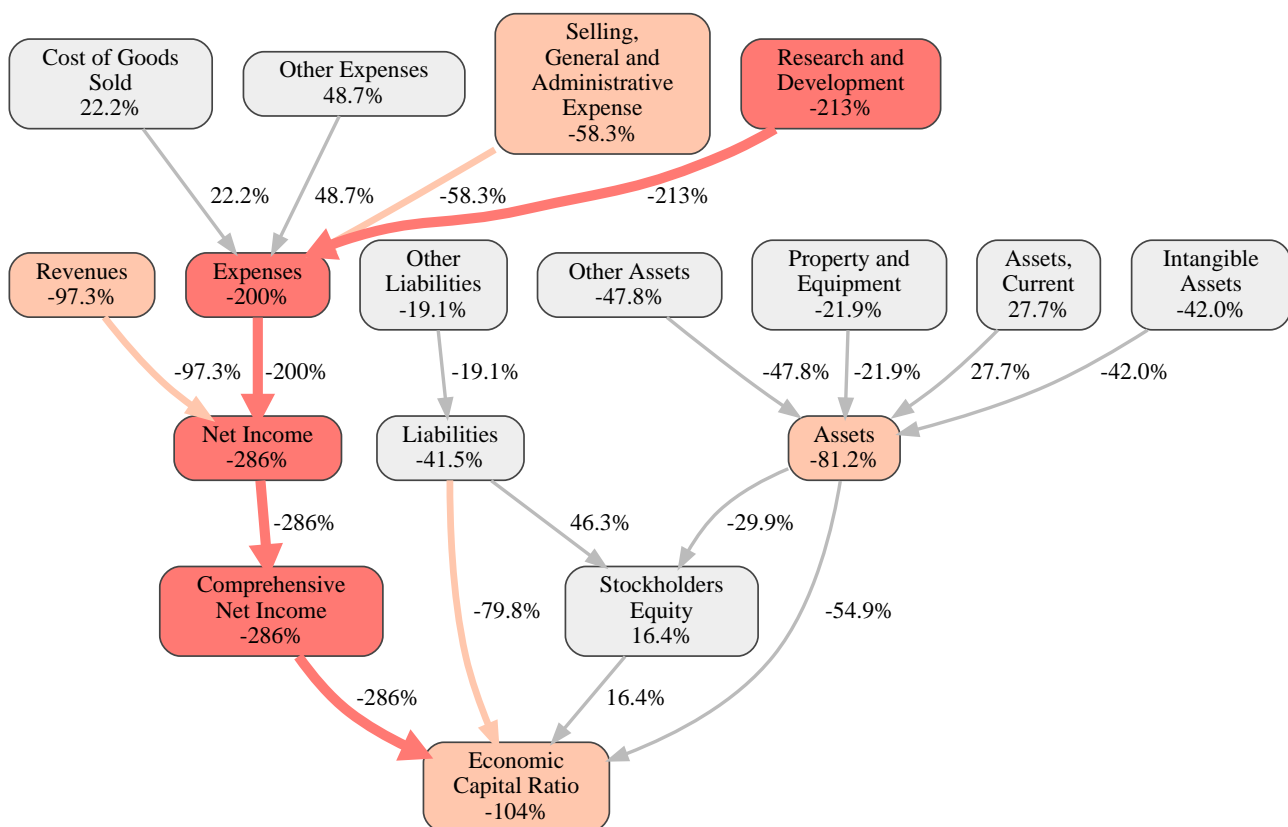 Cost of Goods
Sold
22.2%
Other Expenses
48.7%
Selling,
General and
Administrative
Expense
-58.3%
Research and
Development
-213%
22.2%
48.7%
-58.3%
-213%
Revenues
-97.3%
Expenses
-200%
Other
Liabilities
-19.1%
Other Assets
-47.8%
Property and
Equipment
-21.9%
Assets,
Current
27.7%
Intangible
Assets
-42.0%
-97.3%
-200%
-19.1%
-47.8%
-21.9%
27.7%
-42.0%
Net Income
-286%
Liabilities
-41.5%
Assets
-81.2%
-286%
46.3%
-29.9%
Comprehensive
Net Income
-286%
-79.8%
Stockholders
Equity
16.4%
-54.9%
-286%
16.4%
Economic
Capital Ratio
-104%